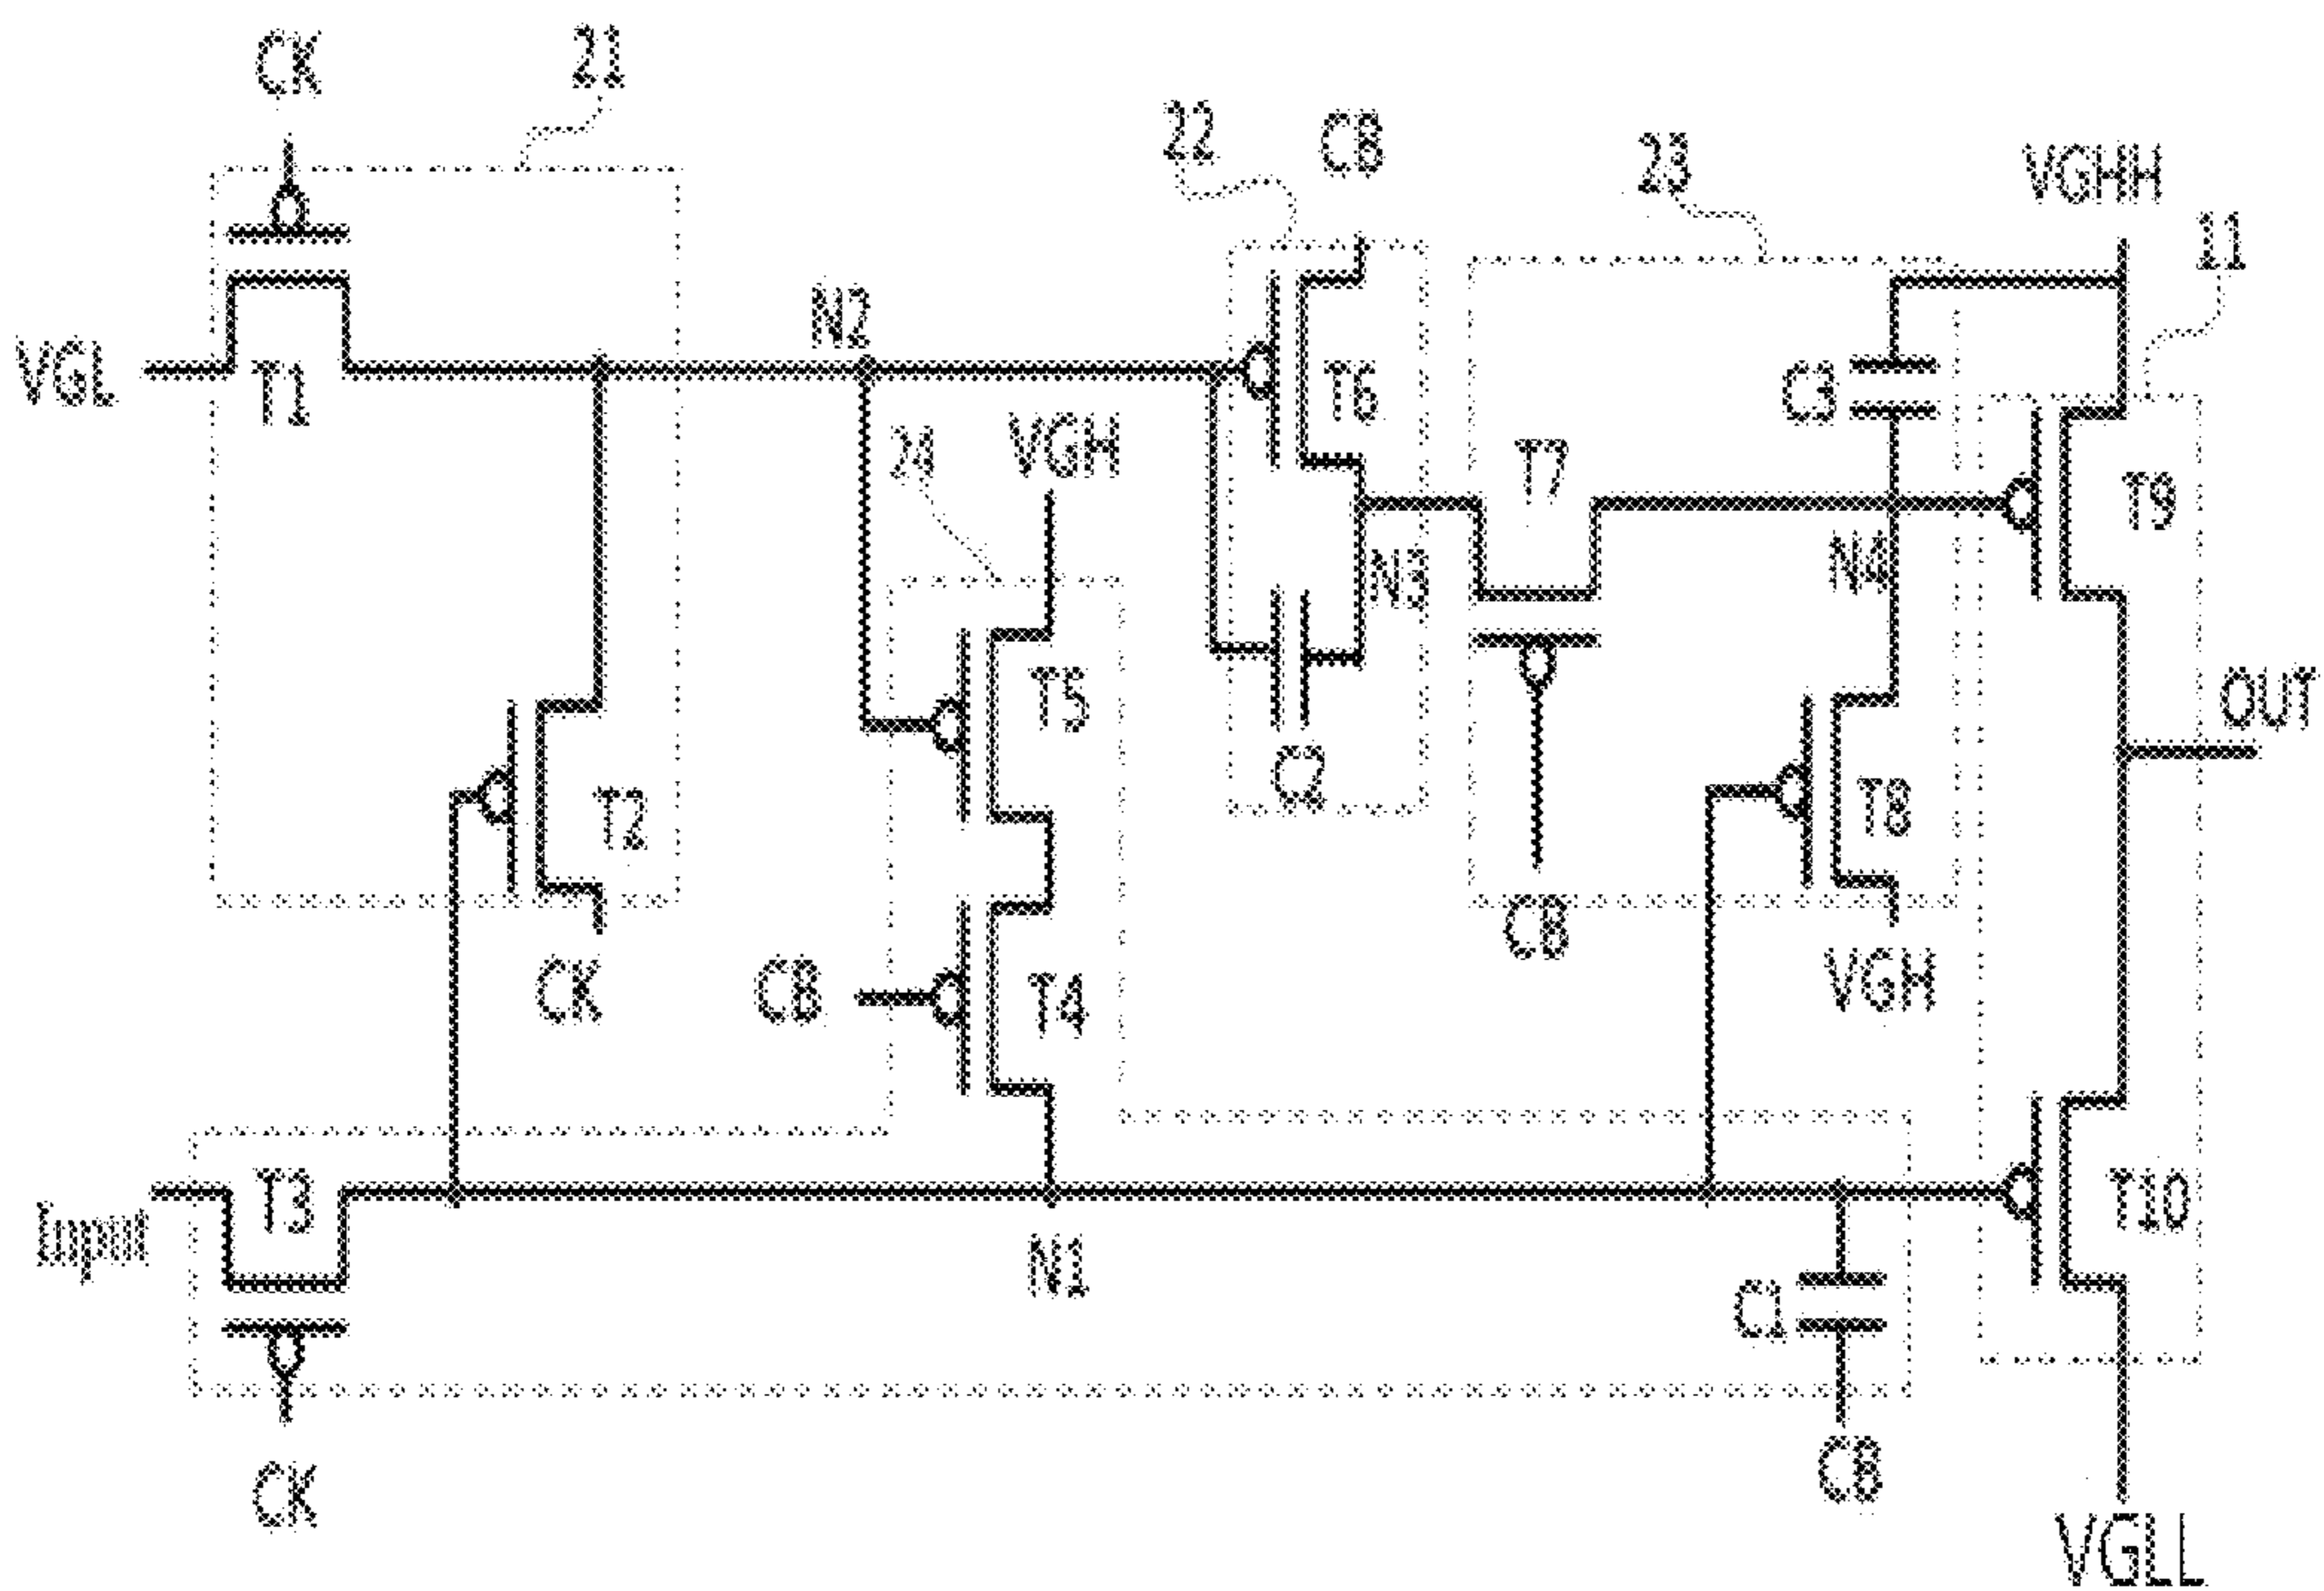 CK
21
22
CB
23
VGHH
11
N2
VGL
T1
T6
C3
24
VGH
T7
T9
N3
N4
T5
OUT
C2
T2
T8
CB
CK
CB
T4
VGH
T3
Input
T10
N1
C1
CK
CB
VGLL